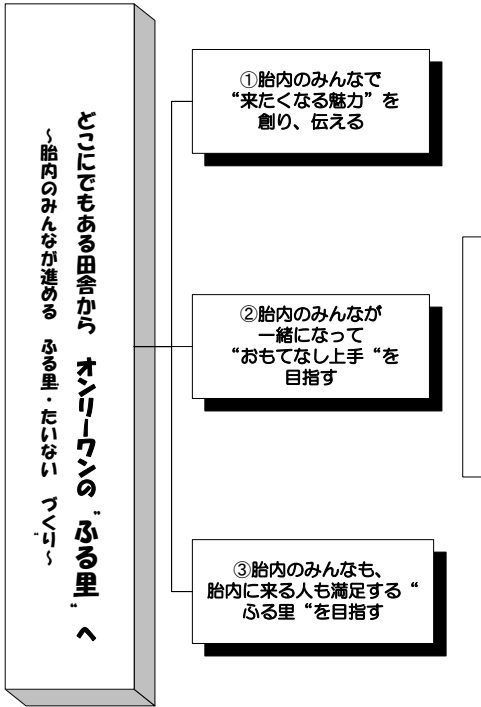 どこにでもある田舎から オンリーワンの“ふる里”へ
～胎内のみんなが進める ふる里・たいない づくり～
①胎内のみんなで
“来たくなる魅力”を
創り、伝える
②胎内のみんなが
一緒になって
“おもてなし上手“を
目指す
③胎内のみんなも、
胎内に来る人も満足する“
ふる里“を目指す